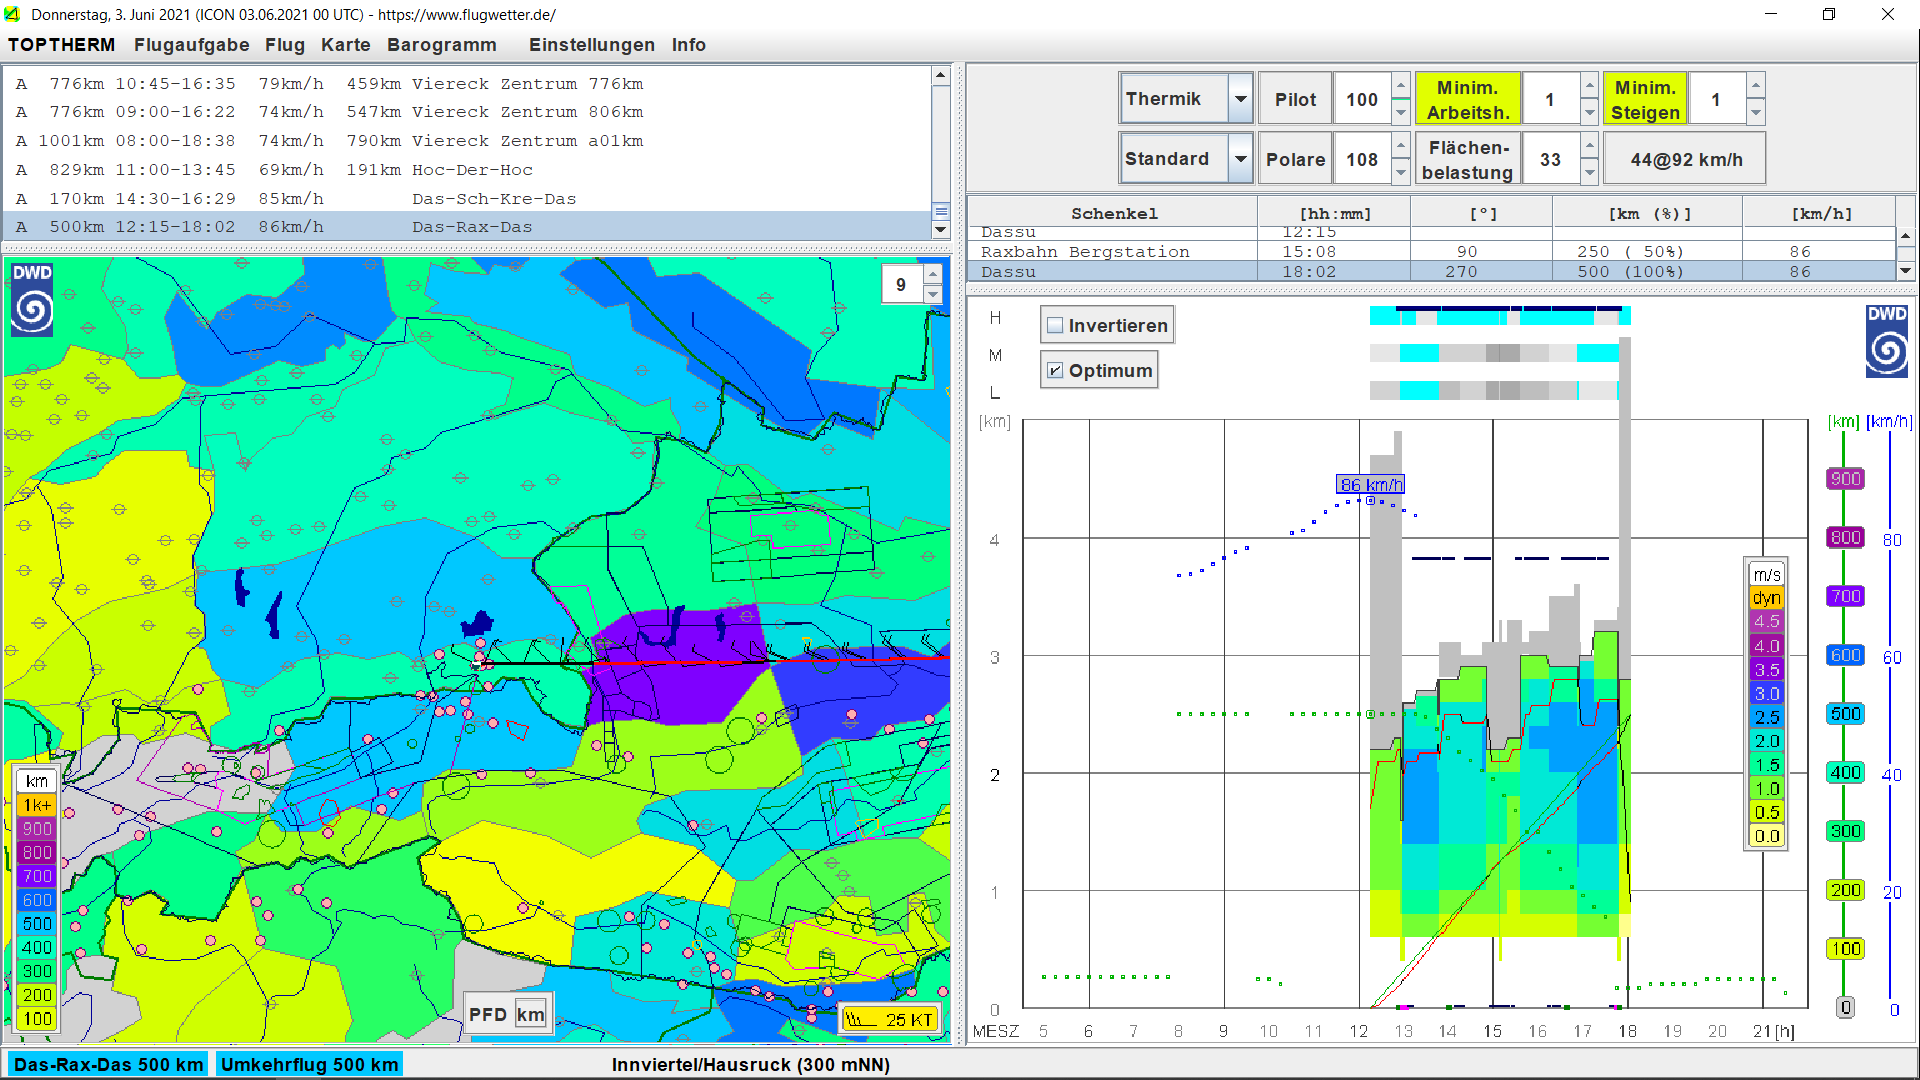 Donnerstag, 3. Juni 2021 (ICON 03.06.2021 00 UTC) - https://www.flugwetter.de/
TOPTHERM Flugaufgabe Flug Karte Barogramm Einstellungen Info
A 776km 10:45-16:35 79km/h 459km Viereck Zentrum 776km
A 776km 09:00-16:22 74km/h 547km Viereck Zentrum 806km
A 1001km 08:00-18:38 74km/h 790km Viereck Zentrum a01km
A 829km 11:00-13:45 69km/h 191km Hoc-Der-Hoc
A 170km 14:30-16:29 85km/h Das-Sch-Kre-Das
A 500km 12:15-18:02 86km/h Das-Rax-Das
Thermik Pilot 100 Minim. Arbeitsh. 1 Minim. Steigen 1
Standard Polare 108 Flächen-belastung 33 44@92 km/h
Schenkel [hh:mm] [°] [km (%)] [km/h]
Dassu 12:15
Raxbahn Bergstation 15:08 90 250 ( 50%) 86
Dassu 18:02 270 500 (100%) 86
DWD
9
km
1k+
900
800
700
600
500
400
300
200
100
PFD km
25 KT
H
M
L
Invertieren
Optimum
DWD
[km]
4
3
2
1
0
86 km/h
m/s
dyn
4.5
4.0
3.5
3.0
2.5
2.0
1.5
1.0
0.5
0.0
[km] [km/h]
900
800 80
700
600 60
500
400 40
300
200 20
100
0 0
MESZ 5 6 7 8 9 10 11 12 13 14 15 16 17 18 19 20 21 [h]
Das-Rax-Das 500 km Umkehrflug 500 km Innviertel/Hausruck (300 mNN)